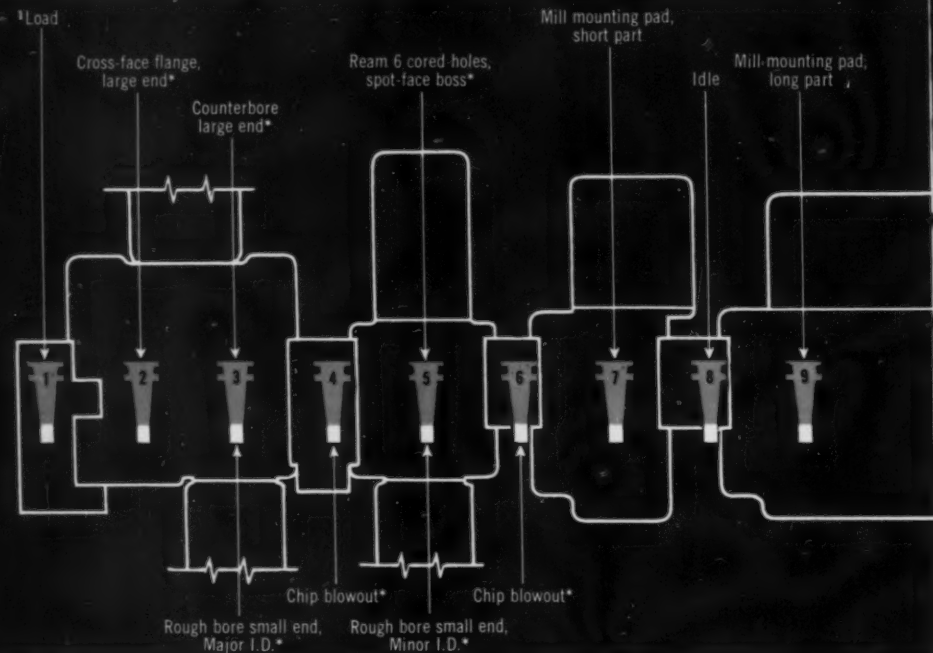 ¹Load
Cross-face flange,
large end*
Counterbore
large end*
Ream 6 cored holes,
spot-face boss*
Mill mounting pad,
short part
Idle
Mill mounting pad,
long part
1
2
3
4
5
6
7
8
9
Chip blowout*
Chip blowout*
Rough bore small end,
Major I.D.*
Rough bore small end,
Minor I.D.*